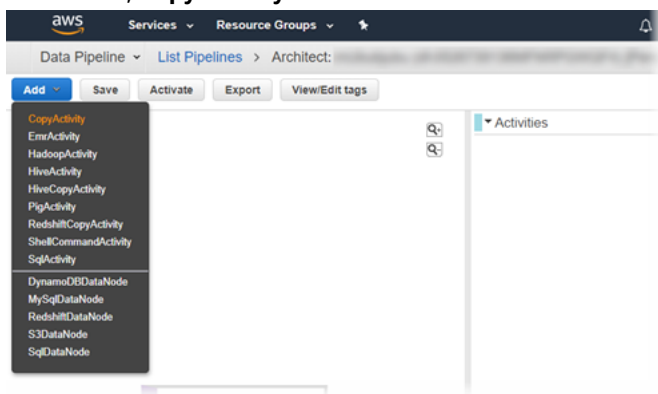 aws Services Resource Groups
Data Pipeline List Pipelines > Architect:
Add Save Activate Export View/Edit tags
CopyActivity
EmrActivity
HadoopActivity
HiveActivity
HiveCopyActivity
PigActivity
RedshiftCopyActivity
ShellCommandActivity
SqlActivity
DynamoDBDataNode
MySqlDataNode
RedshiftDataNode
S3DataNode
SqlDataNode
Activities